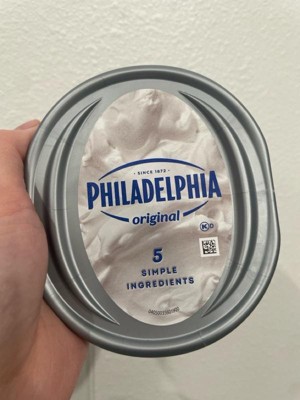 • SINCE 1872 •
PHILADELPHIA
original
5
SIMPLE
INGREDIENTS